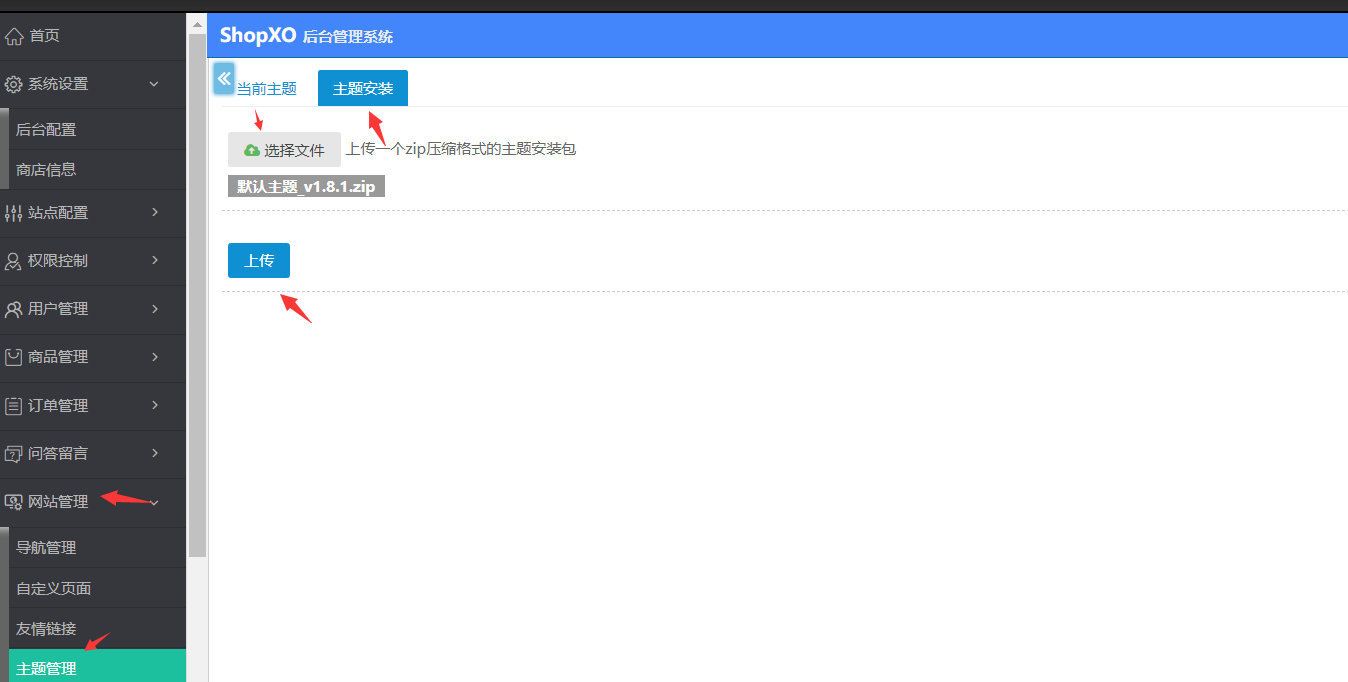 首页
系统设置
后台配置
商店信息
站点配置
权限控制
用户管理
商品管理
订单管理
问答留言
网站管理
导航管理
自定义页面
友情链接
主题管理
ShopXO 后台管理系统
当前主题 主题安装
选择文件 上传一个zip压缩格式的主题安装包
默认主题_v1.8.1.zip
上传